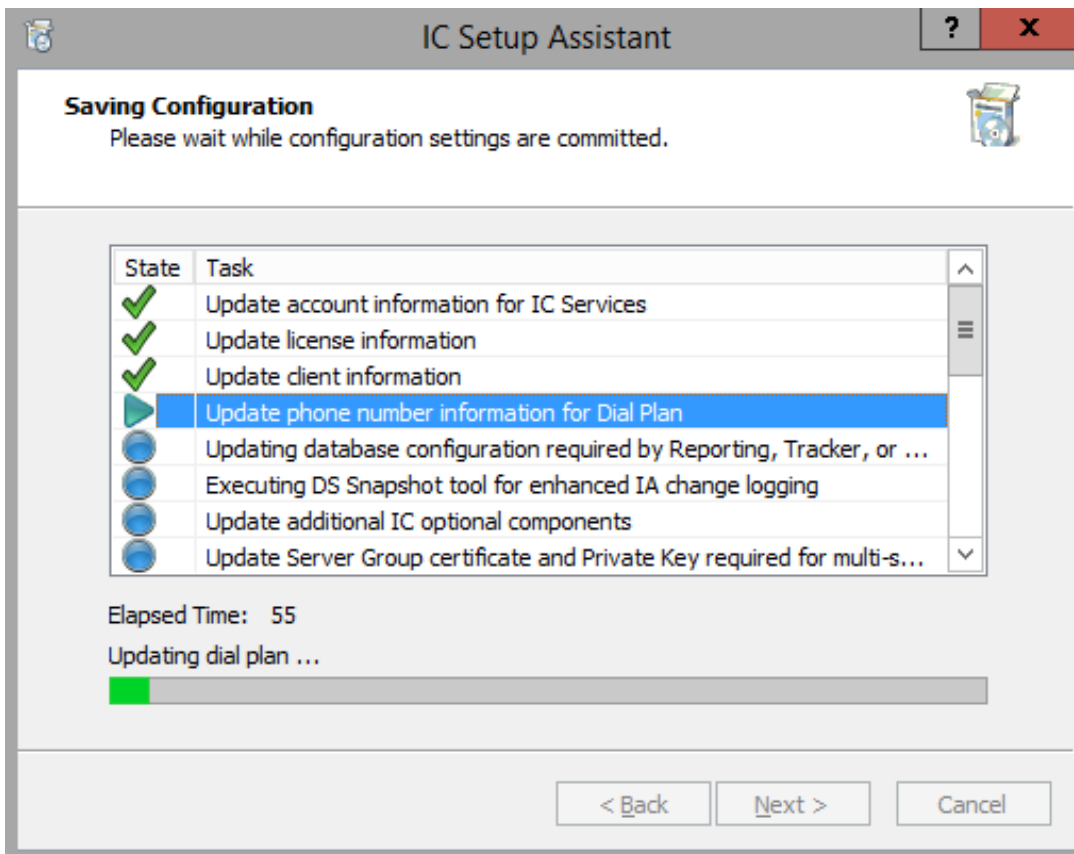 IC Setup Assistant
?
x
Saving Configuration
Please wait while configuration settings are committed.
State Task
Update account information for IC Services
Update license information
Update client information
Update phone number information for Dial Plan
Updating database configuration required by Reporting, Tracker, or ...
Executing DS Snapshot tool for enhanced IA change logging
Update additional IC optional components
Update Server Group certificate and Private Key required for multi-s...
Elapsed Time: 55
Updating dial plan ...
< Back
Next >
Cancel